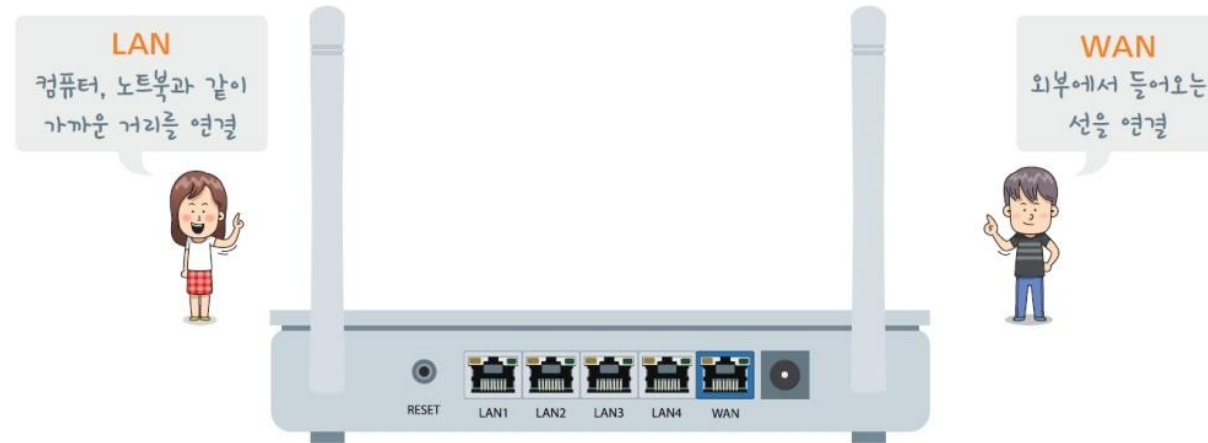 LAN
컴퓨터, 노트북과 같이
가까운 거리를 연결
WAN
외부에서 들어오는
선을 연결
RESET
LAN1
LAN2
LAN3
LAN4
WAN